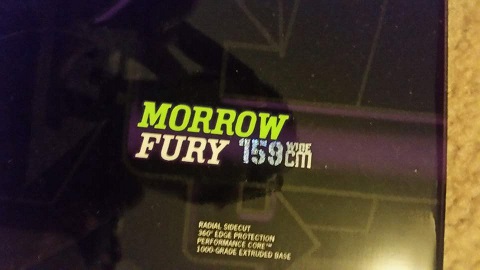 MORROW
FURY 159 WIDE CM
RADIAL SIDECUT
360° EDGE PROTECTION
PERFORMANCE CORE™
1000-GRADE EXTRUDED BASE